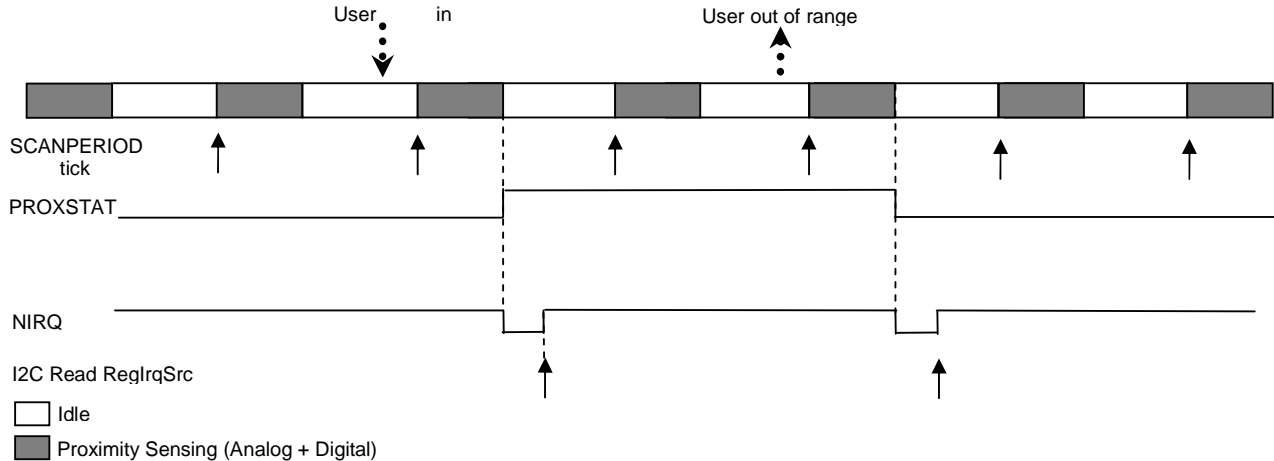 User in
User out of range
SCANPERIOD
tick
PROXSTAT
NIRQ
I2C Read RegIrqSrc
Idle
Proximity Sensing (Analog + Digital)